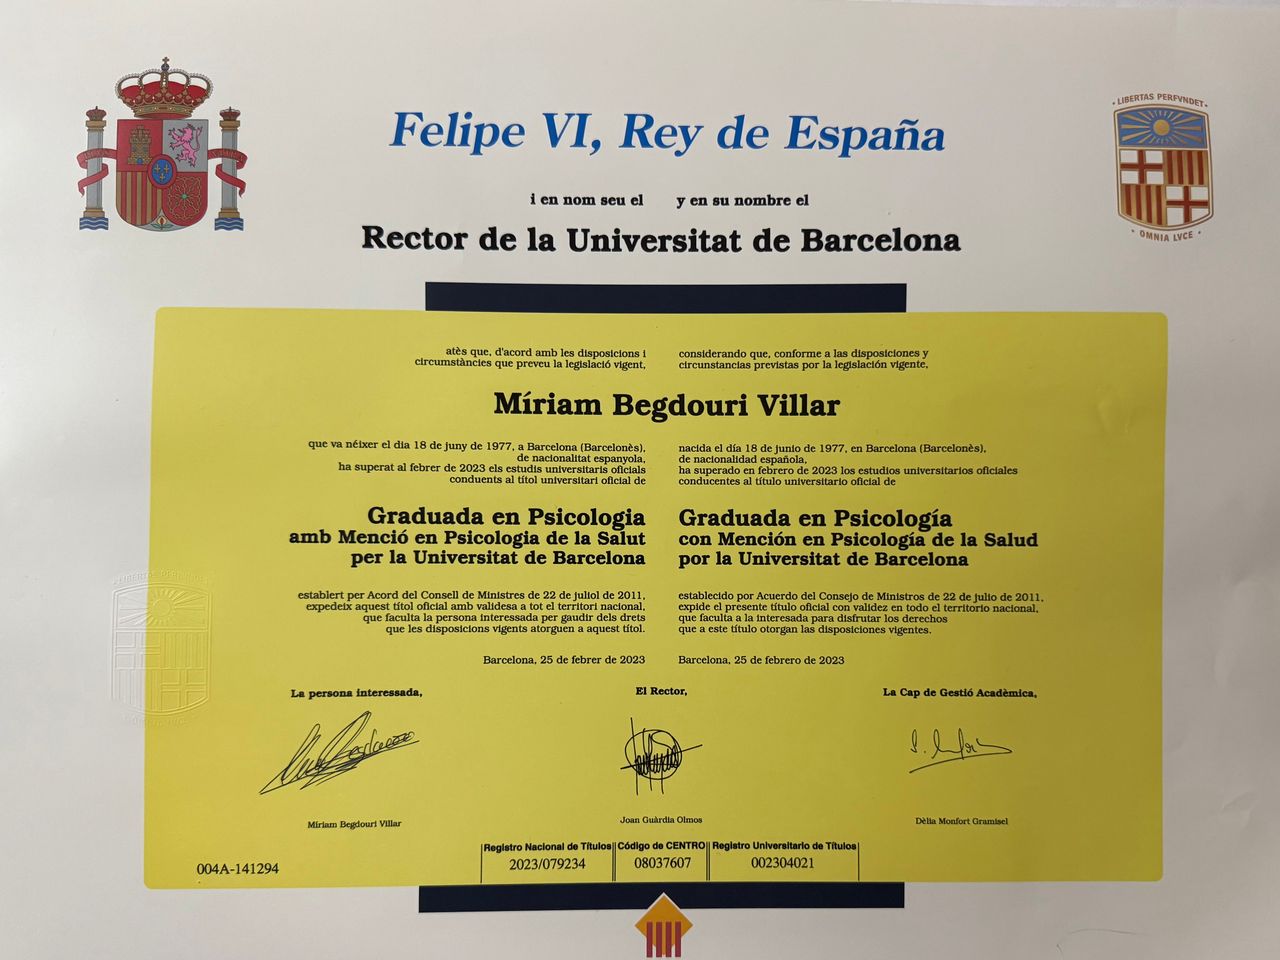 LIBERTAS PERFVNDET
Felipe VI, Rey de España
i en nom seu el
y en su nombre el
Rector de la Universitat de Barcelona
OMNIA LVCE
atès que, d'acord amb les disposicions i
circumstàncies que preveu la legislació vigent,
considerando que, conforme a las disposiciones y
circunstancias previstas por la legislación vigente,
Míriam Begdouri Villar
que va néixer el dia 18 de juny de 1977, a Barcelona (Barcelonès),
de nacionalitat espanyola,
ha superat al febrer de 2023 els estudis universitaris oficials
conduents al títol universitari oficial de
nacida el día 18 de junio de 1977, en Barcelona (Barcelonès),
de nacionalidad española,
ha superado en febrero de 2023 los estudios universitarios oficiales
conducentes al título universitario oficial de
Graduada en Psicologia
amb Menció en Psicologia de la Salut
per la Universitat de Barcelona
Graduada en Psicología
con Mención en Psicología de la Salud
por la Universitat de Barcelona
establert per Acord del Consell de Ministres de 22 de juliol de 2011,
expedeix aquest títol oficial amb validesa a tot el territori nacional,
que faculta la persona interessada per gaudir dels drets
que les disposicions vigents atorguen a aquest títol.
establecido por Acuerdo del Consejo de Ministros de 22 de julio de 2011,
expide el presente título oficial con validez en todo el territorio nacional,
que faculta a la interesada para disfrutar los derechos
que a este título otorgan las disposiciones vigentes.
Barcelona, 25 de febrer de 2023
Barcelona, 25 de febrero de 2023
La persona interessada,
El Rector,
La Cap de Gestió Acadèmica,
Míriam Begdouri Villar
Joan Guàrdia Olmos
Dèlia Monfort Gramisel
004A-141294
Registro Nacional de Títulos
2023/079234
Código de CENTRO
08037607
Registro Universitario de Títulos
002304021